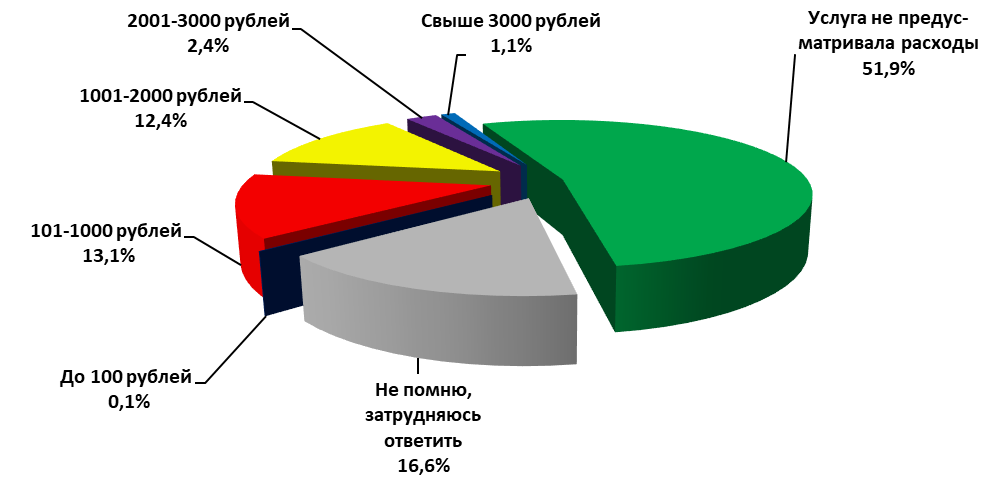 2001-3000 рублей
2,4%
Свыше 3000 рублей
1,1%
Услуга не предус-
матривала расходы
51,9%
1001-2000 рублей
12,4%
101-1000 рублей
13,1%
До 100 рублей
0,1%
Не помню,
затрудняюсь
ответить
16,6%